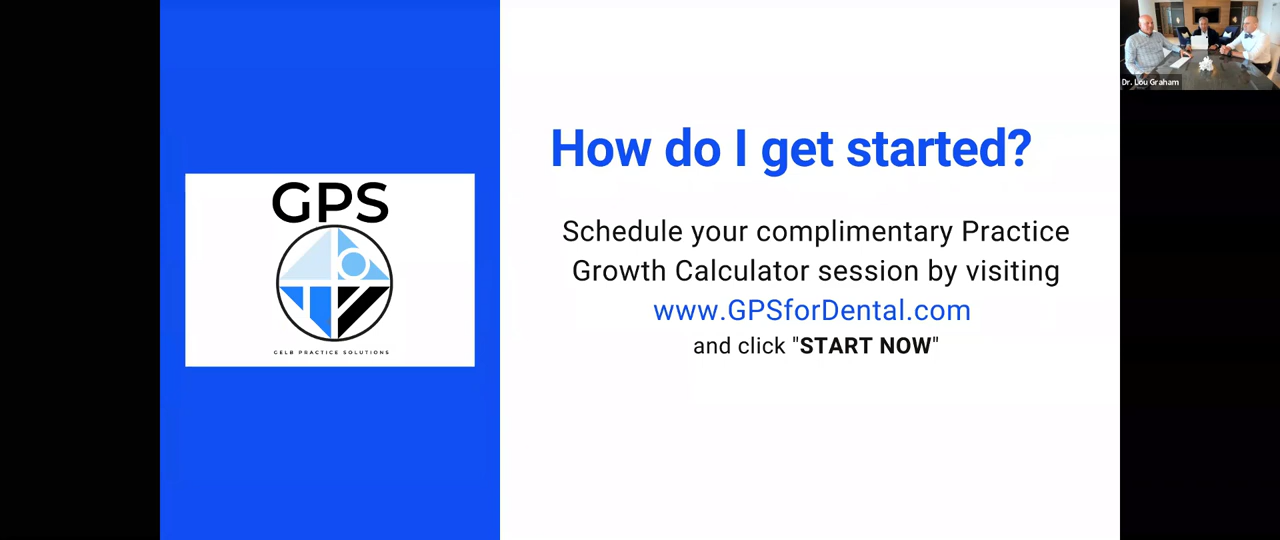 Dr. Lou Graham
GPS
GELB PRACTICE SOLUTIONS
How do I get started?
Schedule your complimentary Practice
Growth Calculator session by visiting
www.GPSforDental.com
and click "START NOW"